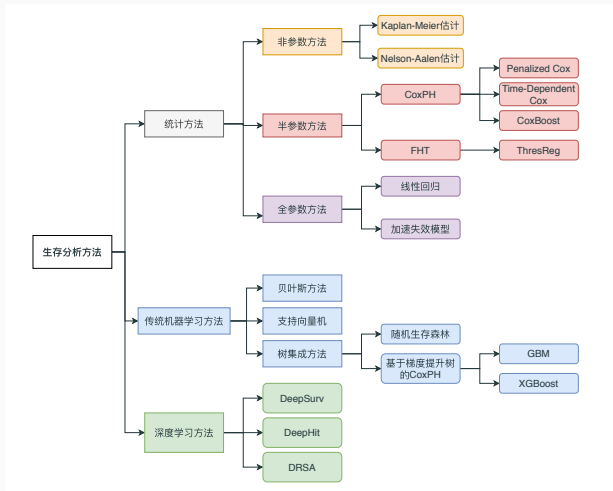 生存分析方法
统计方法
非参数方法
Kaplan-Meier估计
Nelson-Aalen估计
半参数方法
CoxPH
Penalized Cox
Time-Dependent
Cox
CoxBoost
FHT
ThresReg
全参数方法
线性回归
加速失效模型
传统机器学习方法
贝叶斯方法
支持向量机
树集成方法
随机生存森林
基于梯度提升树
的CoxPH
GBM
XGBoost
深度学习方法
DeepSurv
DeepHit
DRSA